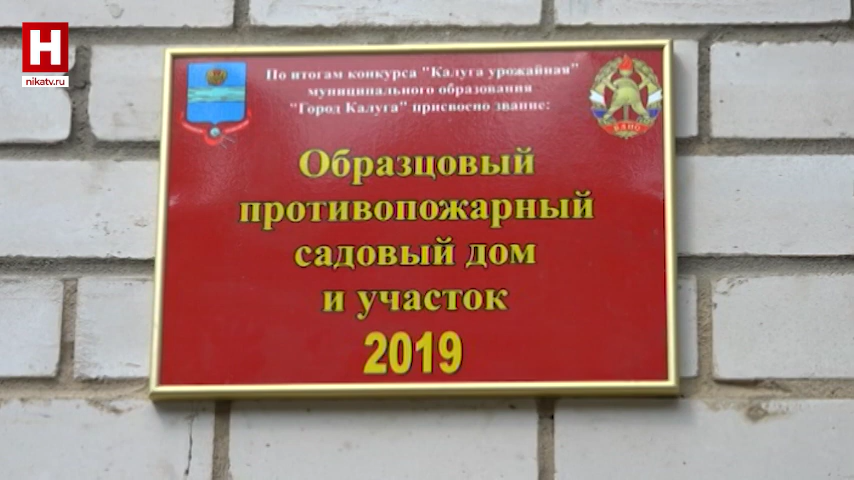 Н
nikatv.ru
По итогам конкурса "Калуга урожайная"
муниципального образования
"Город Калуга" присвоено звание:
ВДПО
Образцовый
противопожарный
садовый дом
и участок
2019